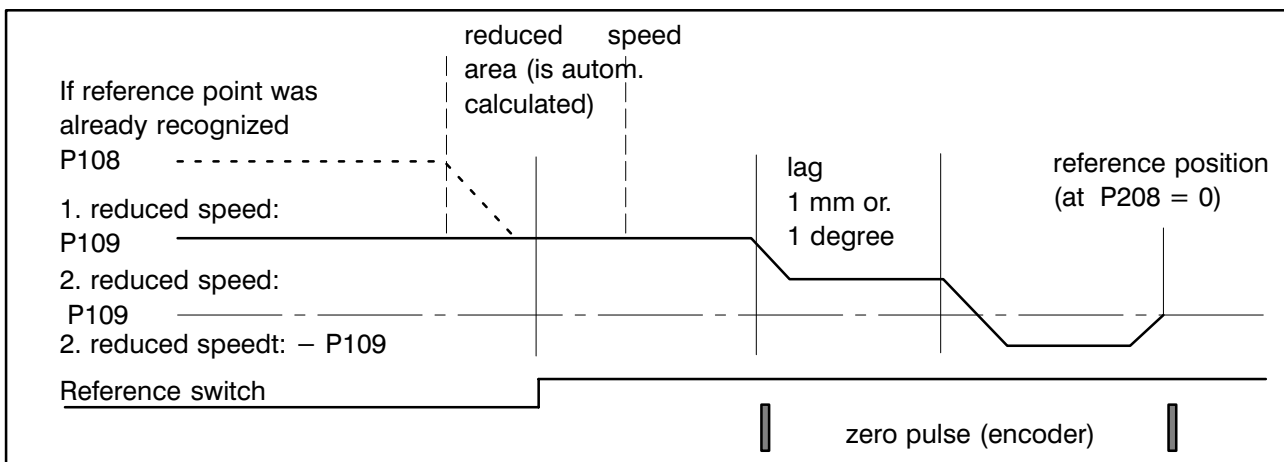 reduced speed
area (is autom.
calculated)
If reference point was
already recognized
P108
lag
1 mm or.
1 degree
reference position
(at P208 = 0)
1. reduced speed:
P109
2. reduced speed:
P109
2. reduced speedt: – P109
Reference switch
zero pulse (encoder)